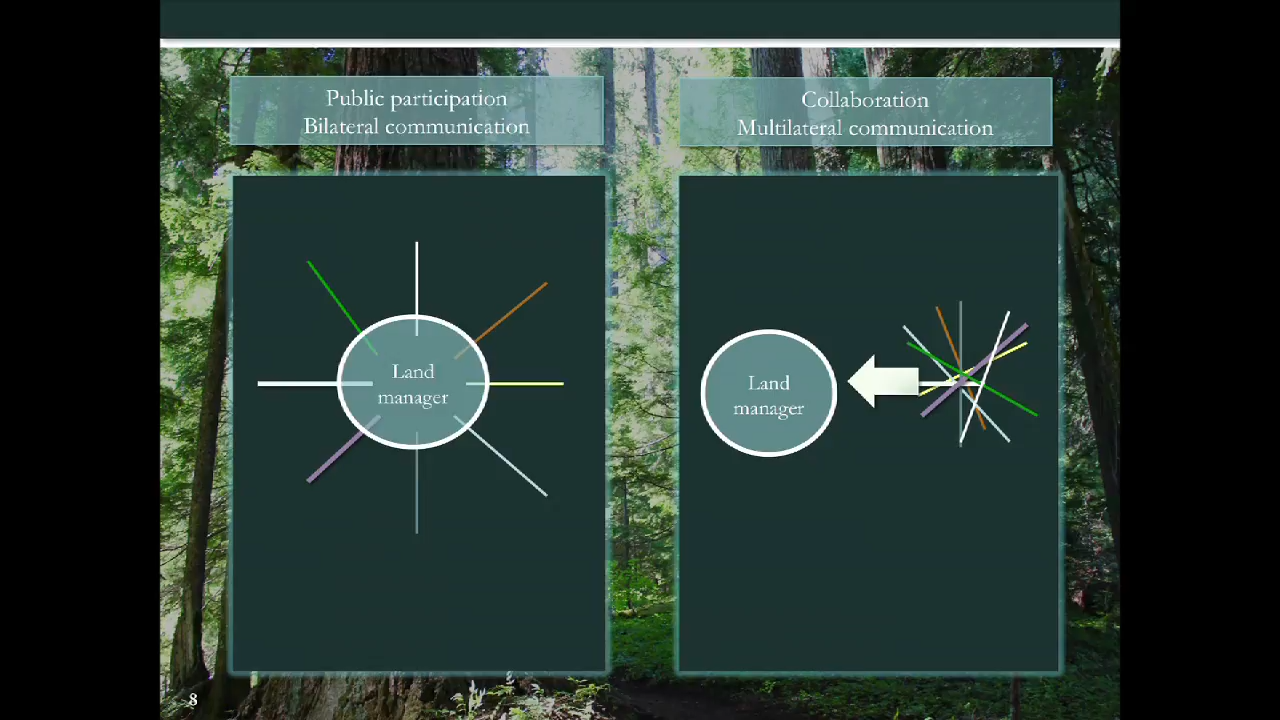 Public participation
Bilateral communication
Collaboration
Multilateral communication
Land
manager
Land
manager
8